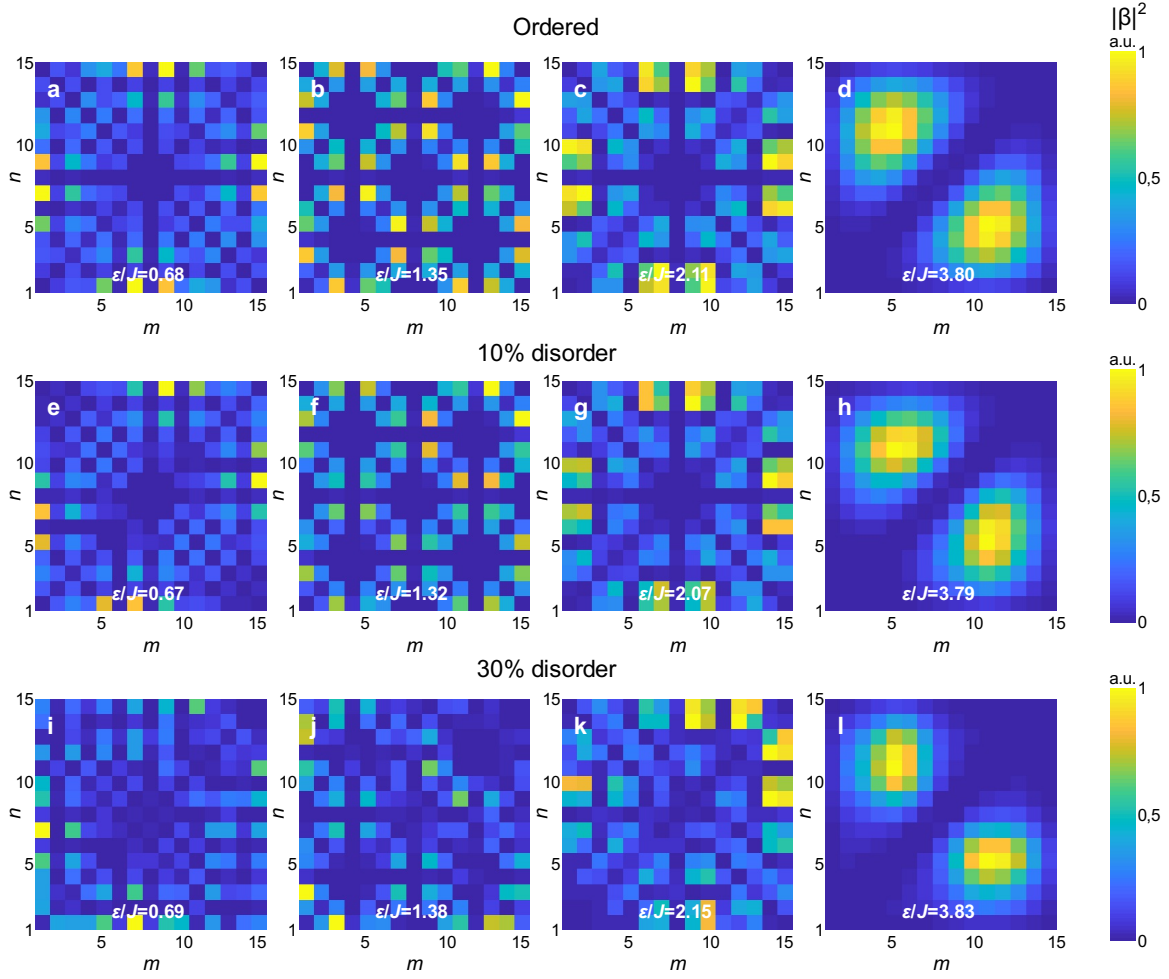 Ordered
|β|²
a.u.
15
10
n
5
1
a
ε/J=0.68
5
10
15
m
15
10
5
1
b
ε/J=1.35
5
10
15
m
15
10
n
5
1
c
ε/J=2.11
5
10
15
m
15
10
n
5
1
d
ε/J=3.80
5
10
15
m
1
0,5
0
10% disorder
a.u.
15
10
n
5
1
e
ε/J=0.67
5
10
15
m
15
10
5
1
f
ε/J=1.32
5
10
15
m
15
10
n
5
1
g
ε/J=2.07
5
10
15
m
15
10
n
5
1
h
ε/J=3.79
5
10
15
m
1
0,5
0
30% disorder
a.u.
15
10
n
5
1
i
ε/J=0.69
5
10
15
m
15
10
5
1
j
ε/J=1.38
5
10
15
m
15
10
n
5
1
k
ε/J=2.15
5
10
15
m
15
10
n
5
1
l
ε/J=3.83
5
10
15
m
1
0,5
0